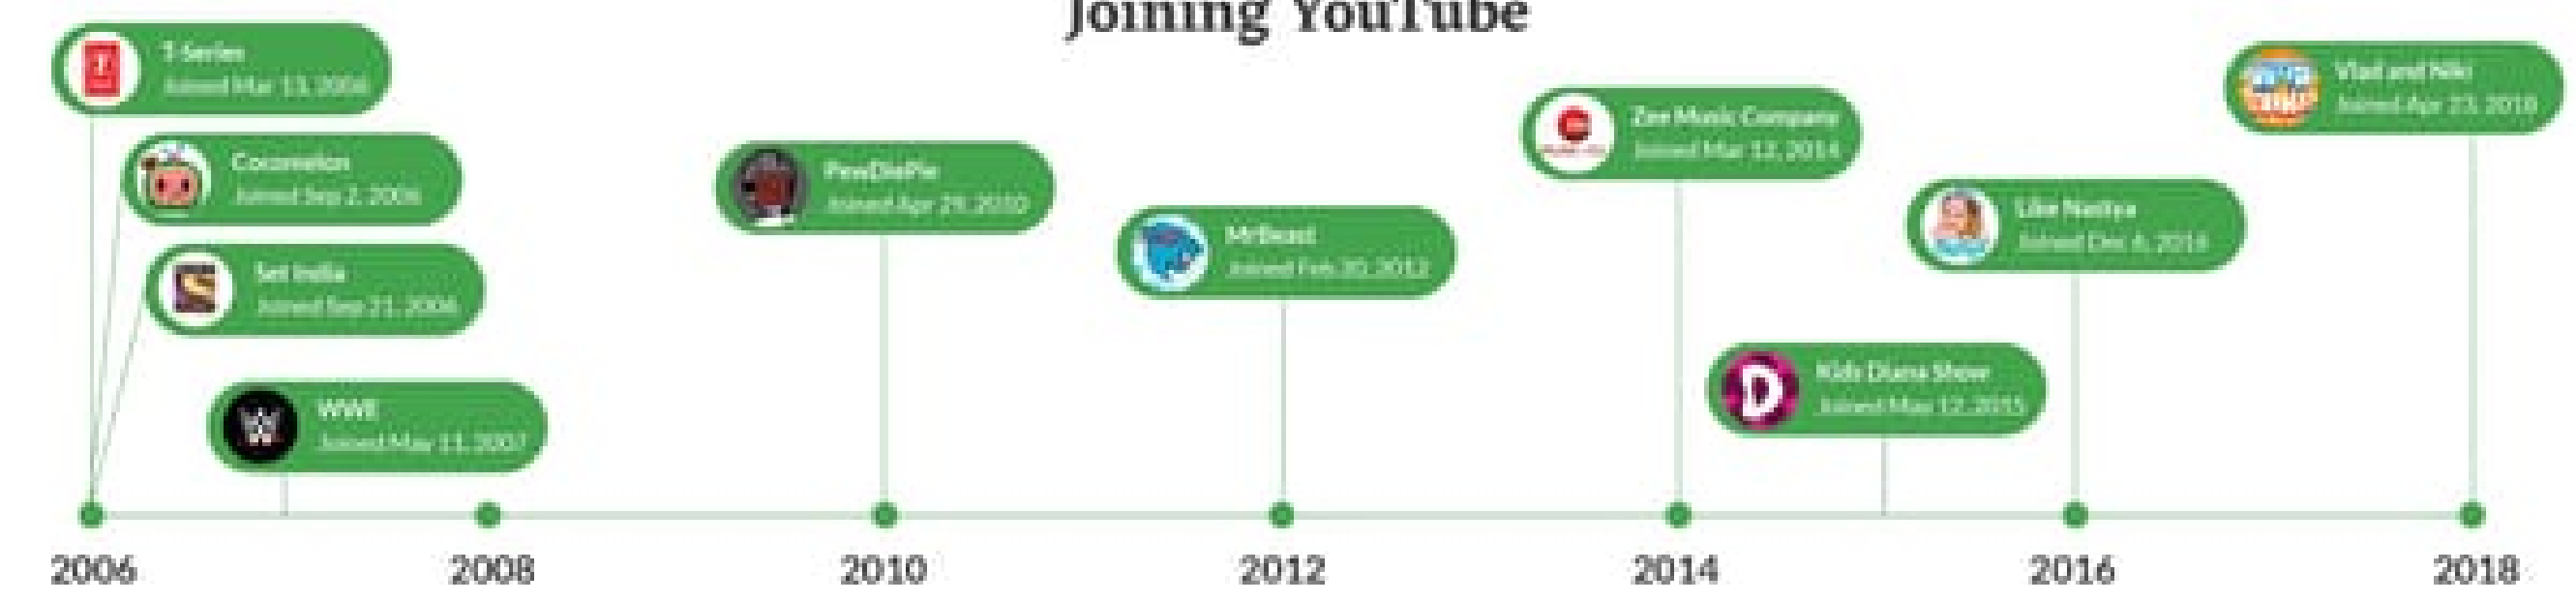 Joining YouTube
T-Series
Joined Mar 13, 2006
Cocomelon
Joined Sep 2, 2006
Set India
Joined Sep 21, 2006
WWE
Joined May 11, 2007
PewDiePie
Joined Apr 29, 2010
MrBeast
Joined Feb 20, 2012
Zee Music Company
Joined Mar 12, 2014
Kids Diana Show
Joined May 12, 2015
Like Nastya
Joined Dec 6, 2016
Vlad and Niki
Joined Apr 23, 2018
2006
2008
2010
2012
2014
2016
2018